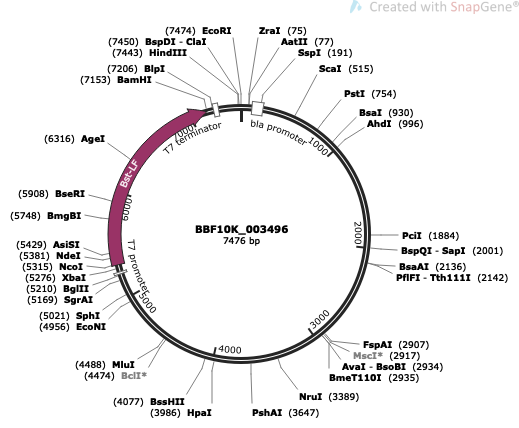 Created with SnapGene®
(7474) EcoRI
(7450) BspDI - ClaI
(7443) HindIII
(7206) BlpI
(7153) BamHI
(6316) AgeI
(5908) BseRI
(5748) BmgBI
(5429) AsiSI
(5381) NdeI
(5315) NcoI
(5276) XbaI
(5210) BglII
(5169) SgrAI
(5021) SphI
(4956) EcoNI
(4488) MluI
(4474) BclI*
(4077) BssHII
(3986) HpaI
ZraI (75)
AatII (77)
SspI (191)
ScaI (515)
PstI (754)
BsaI (930)
AhdI (996)
PciI (1884)
BspQI - SapI (2001)
BsaAI (2136)
PflFI - Tth111I (2142)
FspAI (2907)
MscI* (2917)
AvaI - BsoBI (2934)
BmeT110I (2935)
NruI (3389)
PshAI (3647)
T7 terminator
bla promoter
Bst-LF
T7 promoter
1000
2000
3000
4000
5000
6000
BBF10K_003496
7476 bp